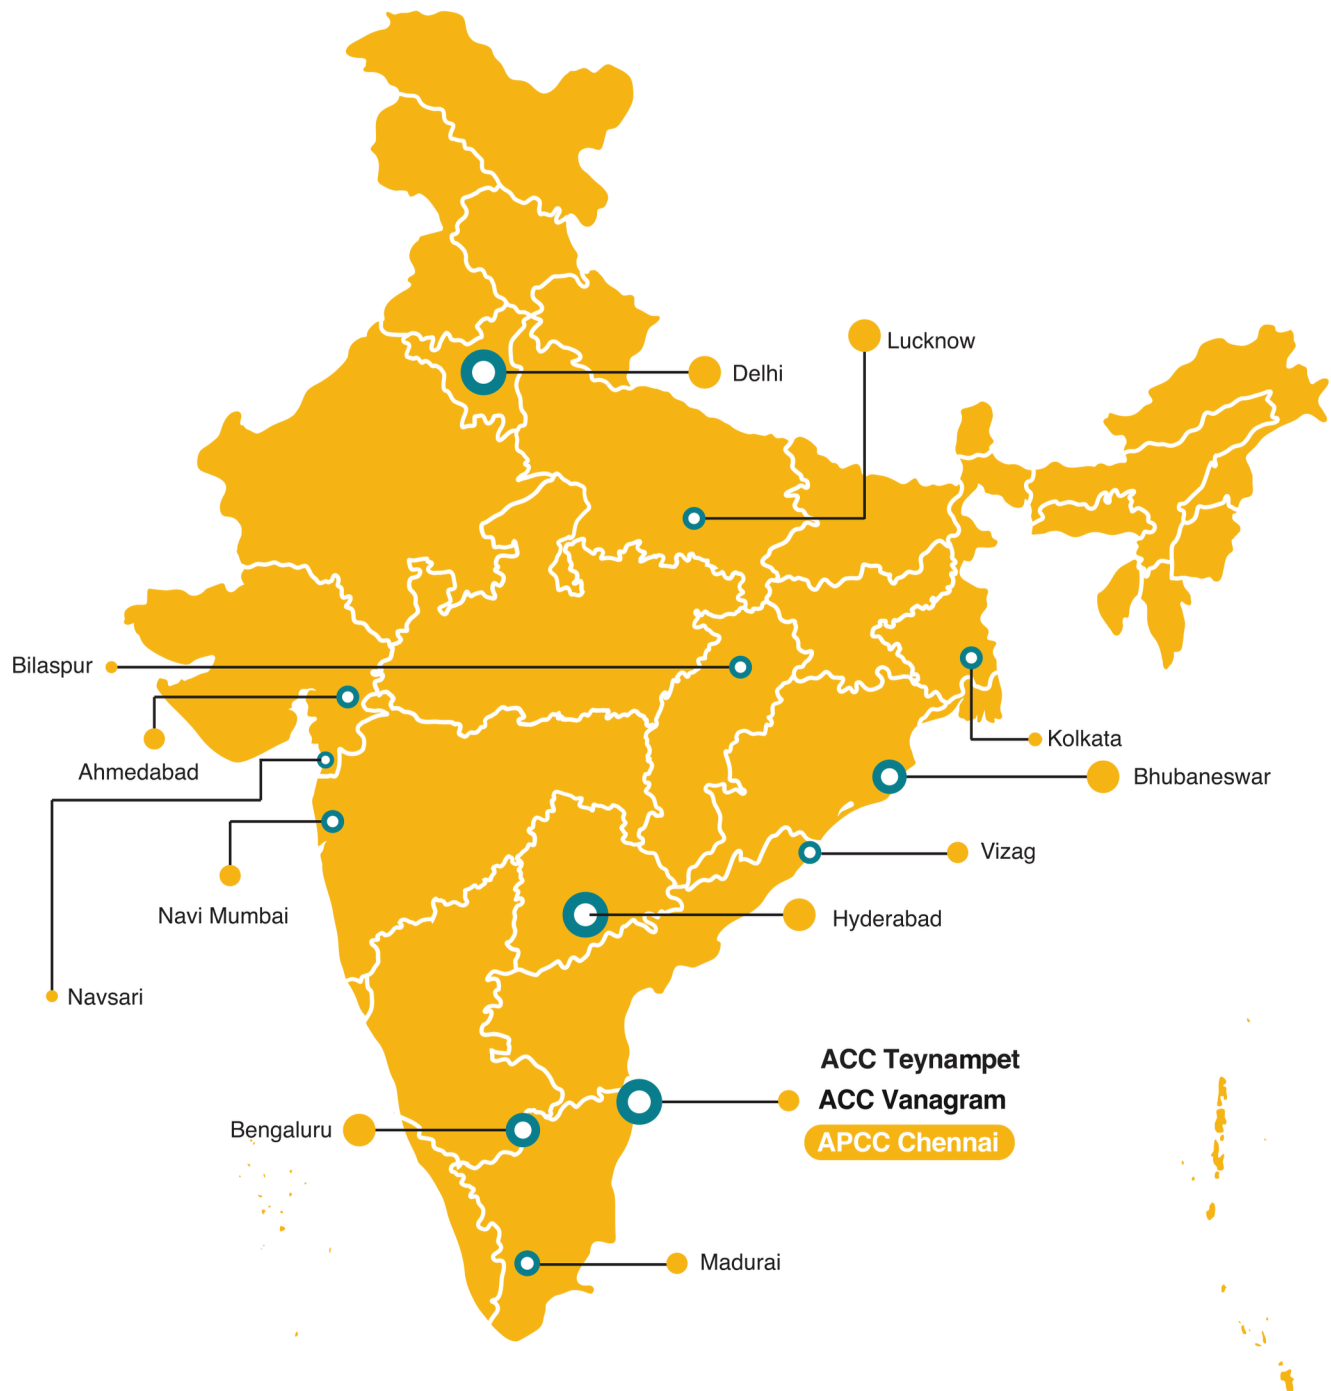 Lucknow
Delhi
Bilaspur
Kolkata
Ahmedabad
Bhubaneswar
Vizag
Navi Mumbai
Hyderabad
Navsari
ACC Teynampet
ACC Vanagram
Bengaluru
APCC Chennai
Madurai